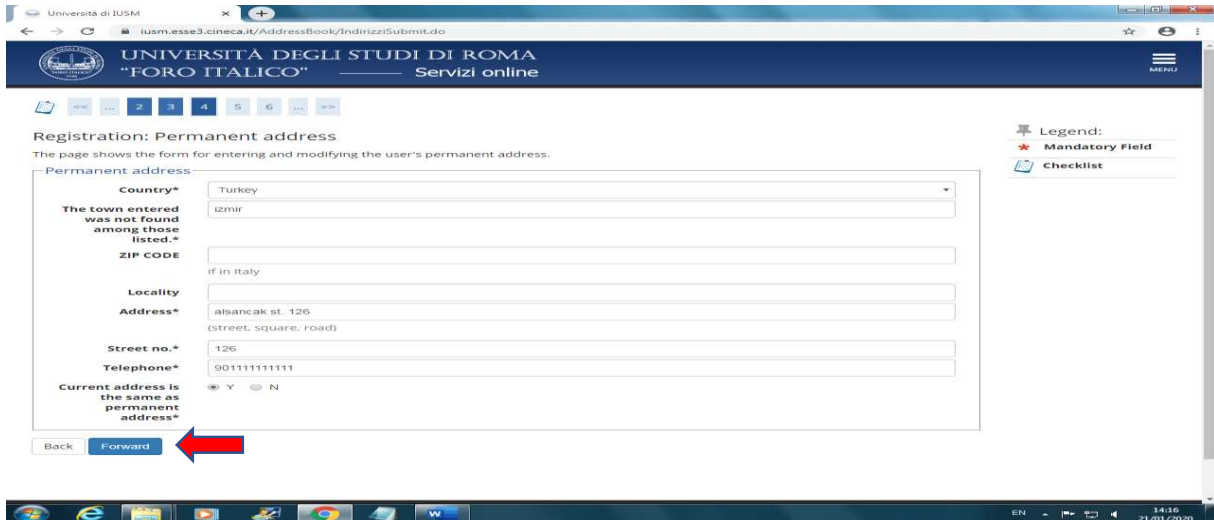 Università di IUSM
iusm.esse3.cineca.it/AddressBook/IndirizziSubmit.do
UNIVERSITÀ DEGLI STUDI DI ROMA
"FORO ITALICO" Servizi online
MENU
<< ... 2 3 4 5 6 ... >>
Registration: Permanent address
The page shows the form for entering and modifying the user's permanent address.
Legend:
* Mandatory Field
Checklist
Permanent address
Country* Turkey
The town entered
was not found
among those
listed.* izmir
ZIP CODE
if in Italy
Locality
Address* alsancak st. 126
(street, square, road)
Street no.* 126
Telephone* 901111111111
Current address is
the same as
permanent
address* Y N
Back Forward
EN 14:16
21/01/2020